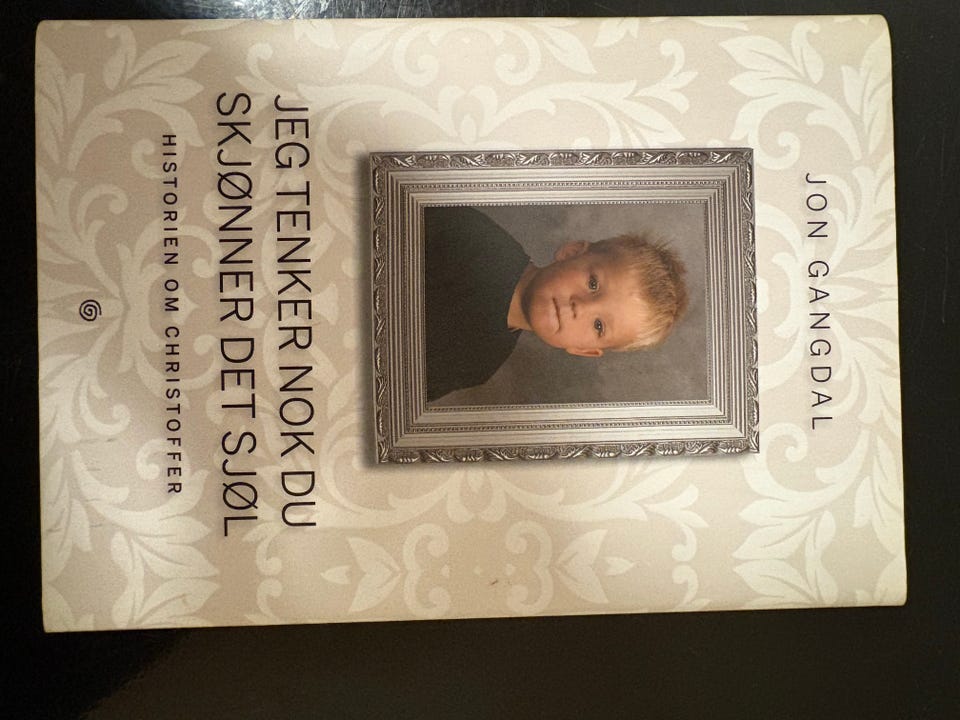 JON GANGDAL
JEG TENKER NOK DU
SKJØNNER DET SJØL
HISTORIEN OM CHRISTOFFER